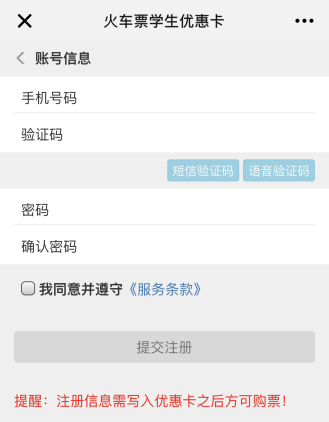 火车票学生优惠卡
账号信息
手机号码
验证码
短信验证码 语音验证码
密码
确认密码
我同意并遵守《服务条款》
提交注册
提醒：注册信息需写入优惠卡之后方可购票！